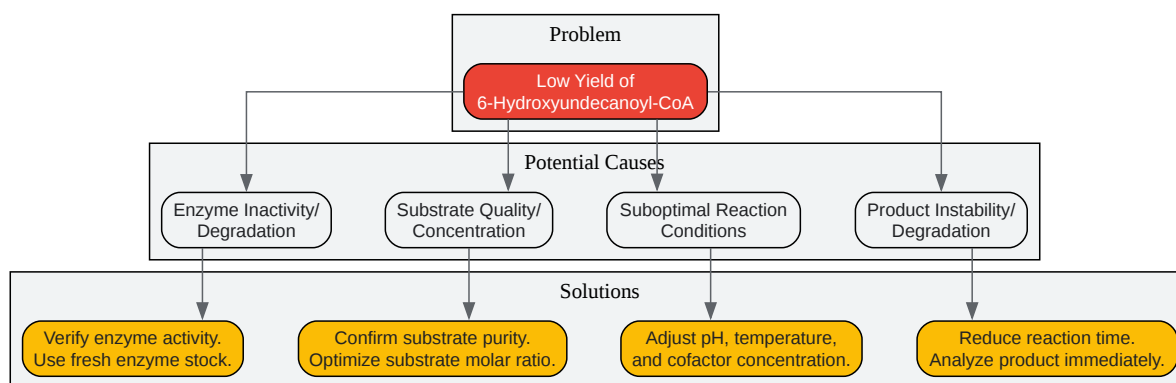 Problem
Low Yield of
6-Hydroxyundecanoyl-CoA
Potential Causes
Enzyme Inactivity/
Degradation
Substrate Quality/
Concentration
Suboptimal Reaction
Conditions
Product Instability/
Degradation
Solutions
Verify enzyme activity.
Use fresh enzyme stock.
Confirm substrate purity.
Optimize substrate molar ratio.
Adjust pH, temperature,
and cofactor concentration.
Reduce reaction time.
Analyze product immediately.